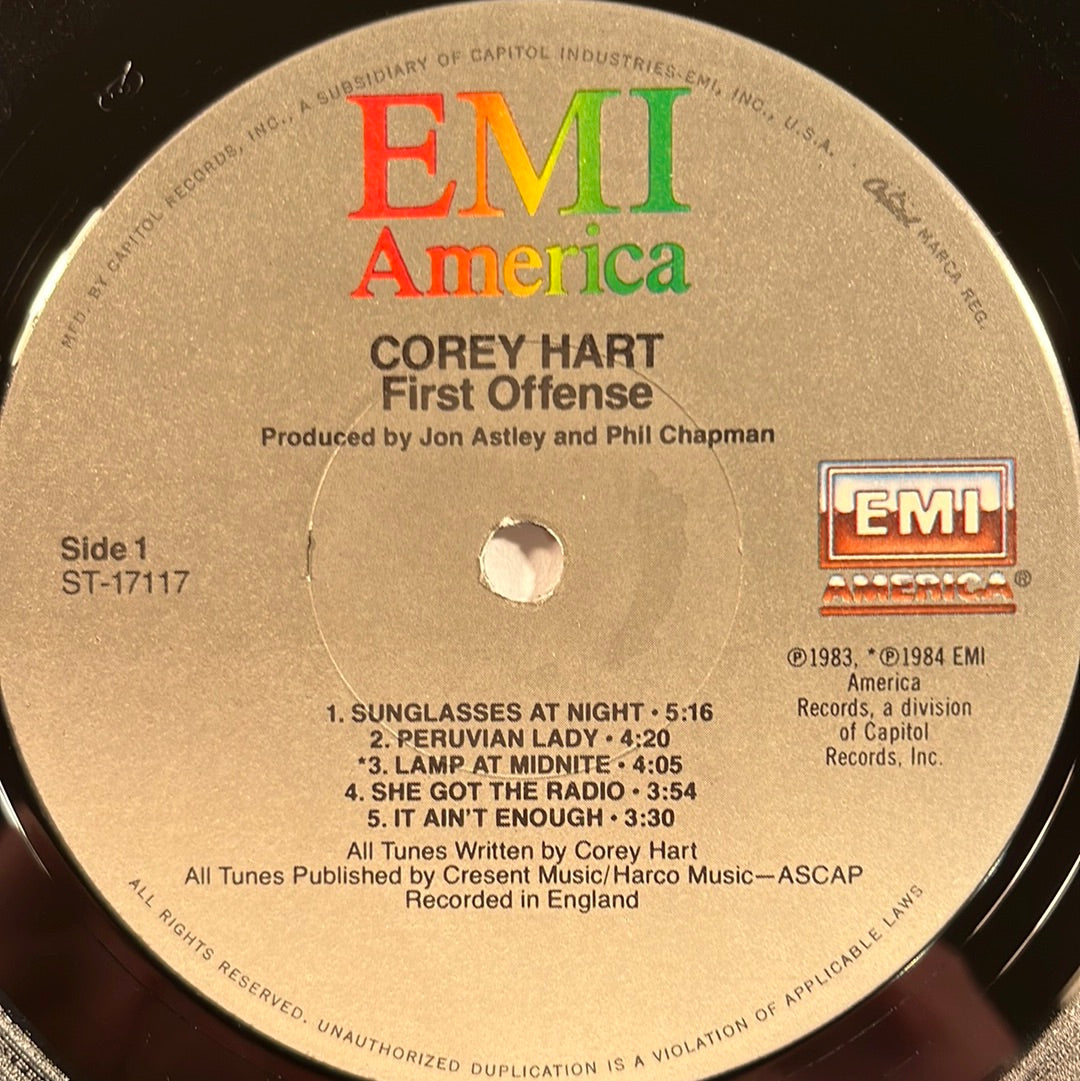 MFD. BY CAPITOL RECORDS, INC., A SUBSIDIARY OF CAPITOL INDUSTRIES-EMI, INC., U.S.A.
Capitol MARCA REG.
EMI
America
COREY HART
First Offense
Produced by Jon Astley and Phil Chapman
Side 1
ST-17117
EMI
AMERICA®
℗1983, *℗1984 EMI
America
Records, a division
of Capitol
Records, Inc.
1. SUNGLASSES AT NIGHT • 5:16
2. PERUVIAN LADY • 4:20
*3. LAMP AT MIDNITE • 4:05
4. SHE GOT THE RADIO • 3:54
5. IT AIN'T ENOUGH • 3:30
All Tunes Written by Corey Hart
All Tunes Published by Cresent Music/Harco Music—ASCAP
Recorded in England
ALL RIGHTS RESERVED. UNAUTHORIZED DUPLICATION IS A VIOLATION OF APPLICABLE LAWS